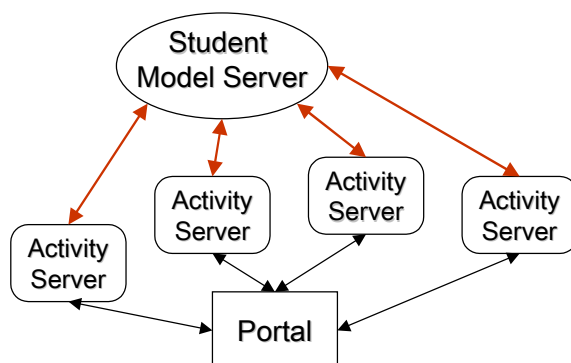 Student
Model Server
Activity
Server
Activity
Server
Activity
Server
Activity
Server
Portal